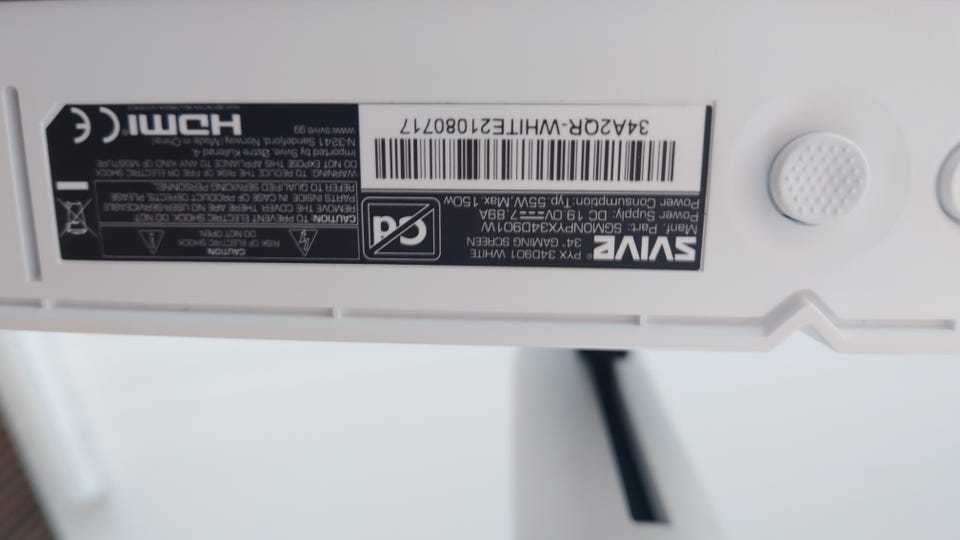 SVIVE® PYX 34D901 WHITE
34" GAMING SCREEN
Manf. Part: SGMONPYX34D901W
Power Supply: DC 19.0V 7.89A
Power Consumption: Typ.55W,Max.150w
34A2QR-WHITE21080717
Cd
CAUTION
RISK OF ELECTRIC SHOCK
DO NOT OPEN
CAUTION: TO PREVENT ELECTRIC SHOCK, DO NOT
REMOVE THE COVER. THERE ARE NO USER-SERVICEABLE
PARTS INSIDE. IN CASE OF PRODUCT DEFECTS, PLEASE
REFER TO QUALIFIED SERVICING PERSONNEL.
WARNING: TO REDUCE THE RISK OF FIRE OR ELECTRIC SHOCK
DO NOT EXPOSE THIS APPLIANCE TO ANY KIND OF MOISTURE
Imported by Svive, Østre Kullerød 4,
N-3241 Sandefjord, Norway | Made in China
www.svive.gg
HDMI
CE